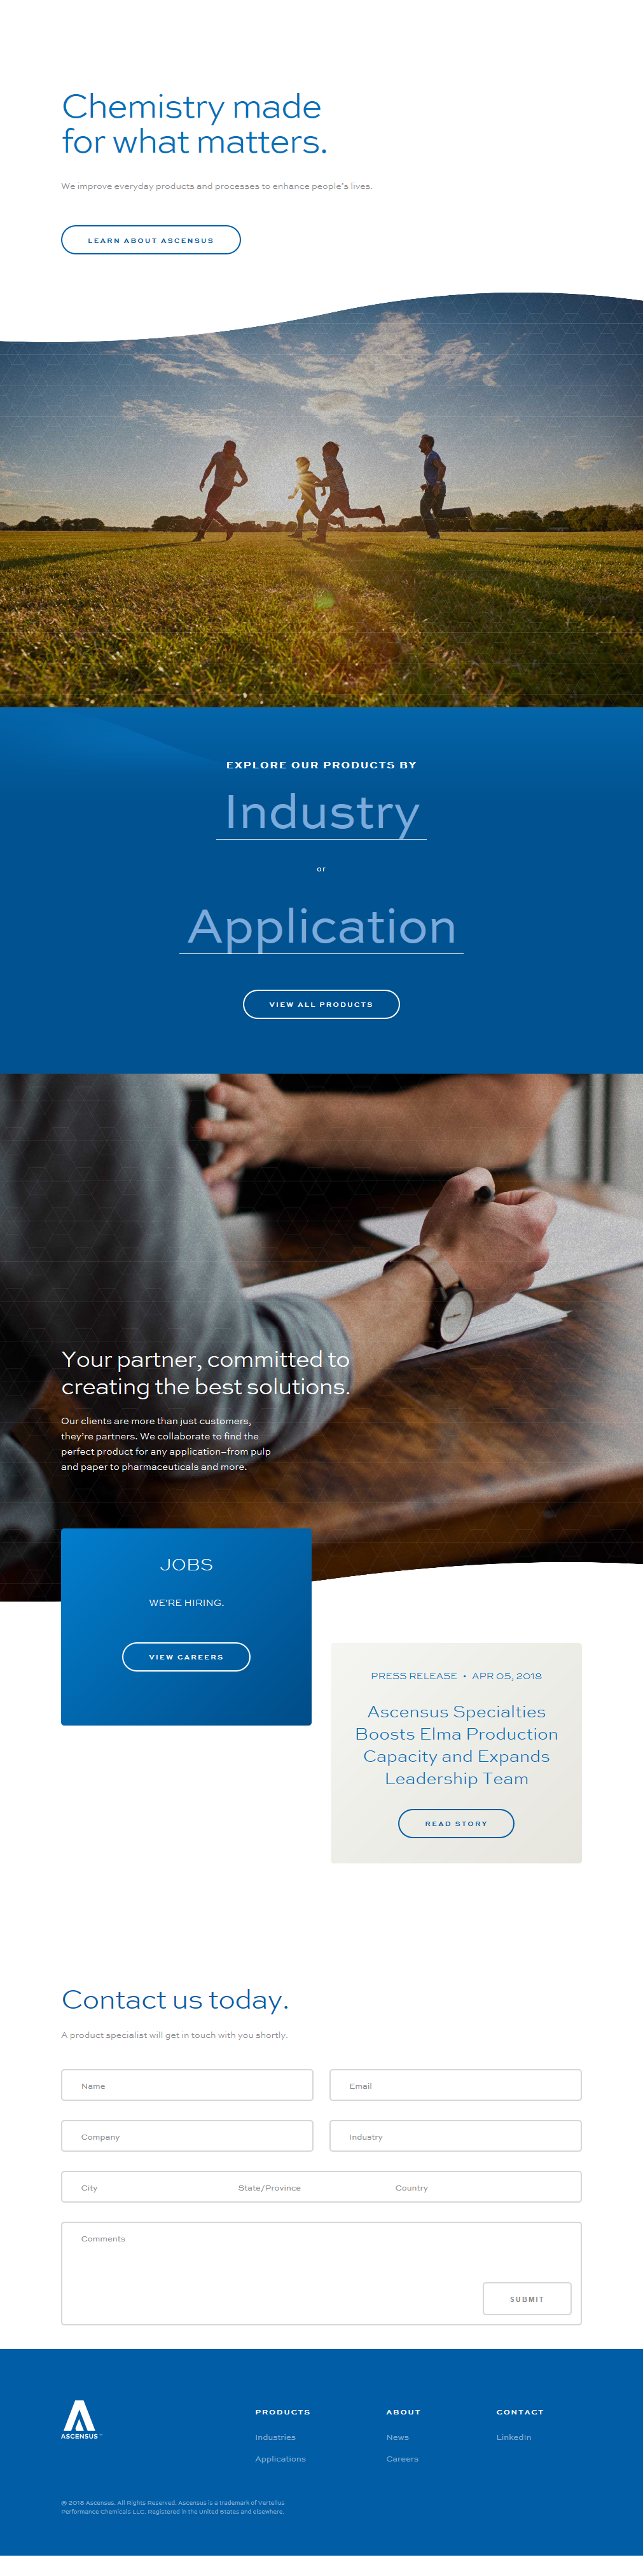 Chemistry made
for what matters.
We improve everyday products and processes to enhance people's lives.
LEARN ABOUT ASCENSUS
EXPLORE OUR PRODUCTS BY
Industry
or
Application
VIEW ALL PRODUCTS
Your partner, committed to
creating the best solutions.
Our clients are more than just customers,
they're partners. We collaborate to find the
perfect product for any application–from pulp
and paper to pharmaceuticals and more.
JOBS
WE'RE HIRING.
VIEW CAREERS
PRESS RELEASE • APR 05, 2018
Ascensus Specialties
Boosts Elma Production
Capacity and Expands
Leadership Team
READ STORY
Contact us today.
A product specialist will get in touch with you shortly.
Name
Email
Company
Industry
City State/Province Country
Comments
SUBMIT
ASCENSUS™
PRODUCTS
Industries
Applications
ABOUT
News
Careers
CONTACT
LinkedIn
© 2016 Ascensus. All Rights Reserved. Ascensus is a trademark of Vertellus
Performance Chemicals LLC. Registered in the United States and elsewhere.